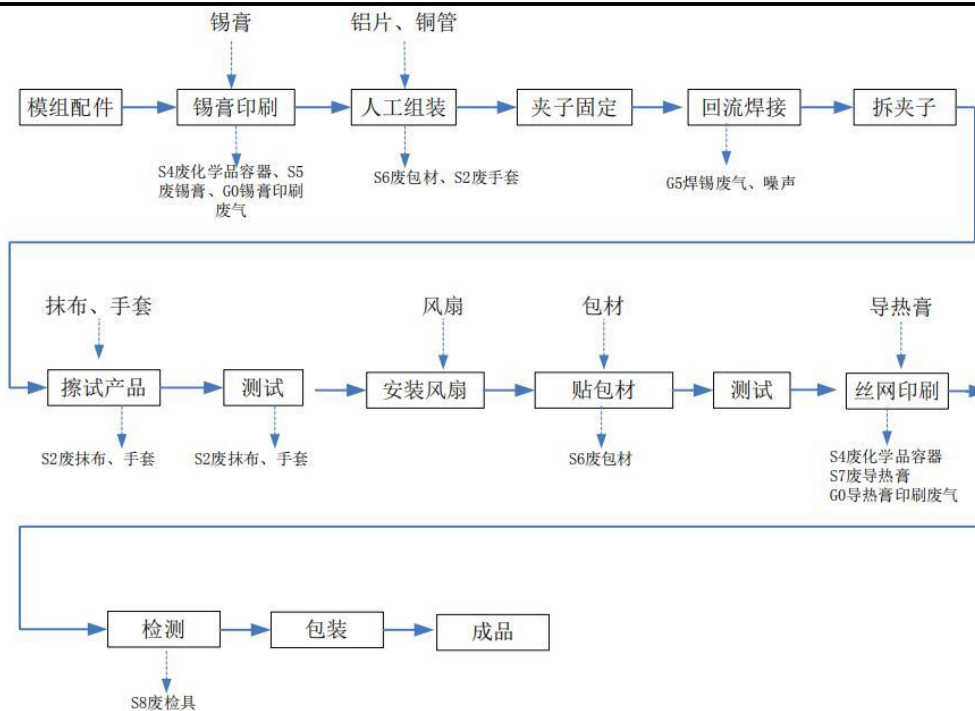 锡膏
铝片、铜管
模组配件
锡膏印刷
人工组装
夹子固定
回流焊接
拆夹子
S4废化学品容器、S5
废锡膏、G0锡膏印刷
废气
S6废包材、S2废手套
G5焊锡废气、噪声
抹布、手套
风扇
包材
导热膏
擦试产品
测试
安装风扇
贴包材
测试
丝网印刷
S2废抹布、手套
S2废抹布、手套
S6废包材
S4废化学品容器
S7废导热膏
G0导热膏印刷废气
检测
包装
成品
S8废检具